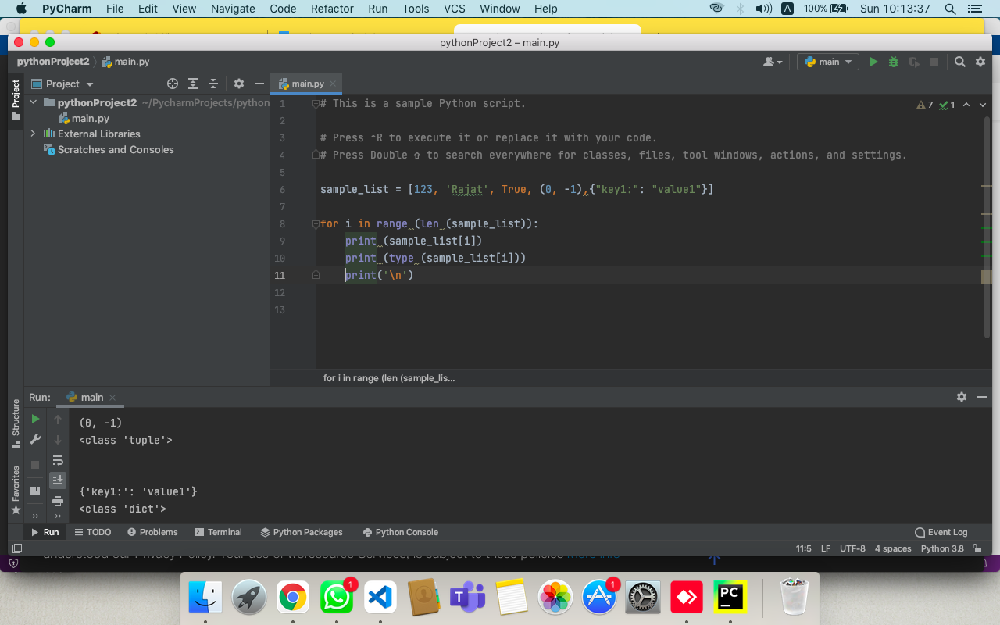 PyCharm File Edit View Navigate Code Refactor Run Tools VCS Window Help A 100% Sun 10:13:37
pythonProject2 – main.py
pythonProject2 main.py main
Project
Project
main.py
pythonProject2 ~/PycharmProjects/python
main.py
External Libraries
Scratches and Consoles
7 1
1 # This is a sample Python script.
2
3 # Press ^R to execute it or replace it with your code.
4 # Press Double ⇧ to search everywhere for classes, files, tool windows, actions, and settings.
5
6 sample_list = [123, 'Rajat', True, (0, -1),{"key1:": "value1"}]
7
8 for i in range (len (sample_list)):
9 print (sample_list[i])
10 print (type (sample_list[i]))
11 print('\n')
12
13
for i in range (len (sample_lis...
Run: main
Structure
Favorites
(0, -1)
<class 'tuple'>
{'key1:': 'value1'}
<class 'dict'>
Run TODO Problems Terminal Python Packages Python Console Event Log
11:5 LF UTF-8 4 spaces Python 3.8
1
1
PC